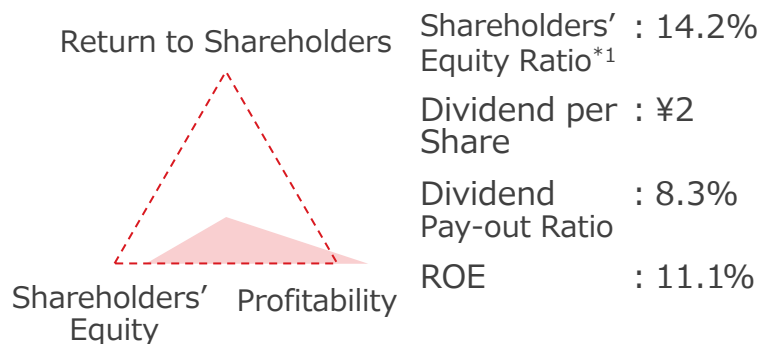 Return to Shareholders
Shareholders’
Equity
Profitability
Shareholders’ : 14.2%
Equity Ratio*1
Dividend per : ¥2
Share
Dividend : 8.3%
Pay-out Ratio
ROE : 11.1%